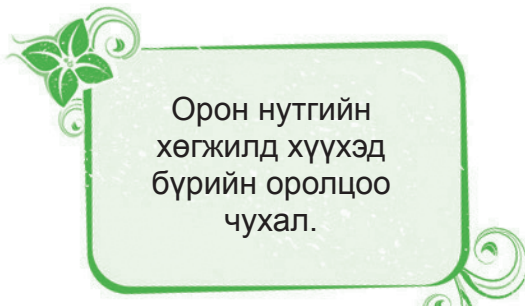 Орон нутгийн
хөгжилд хүүхэд
бүрийн оролцоо
чухал.